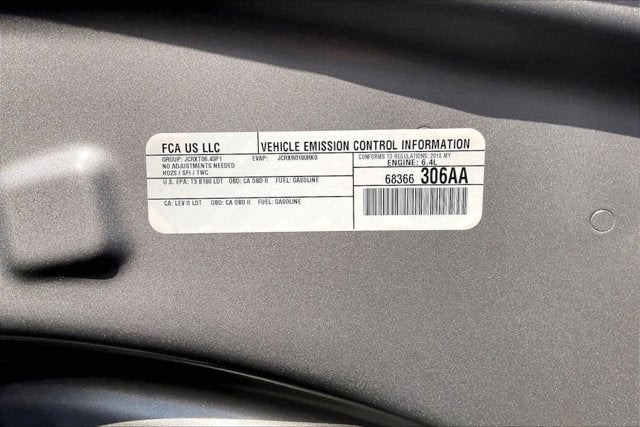 FCA US LLC
VEHICLE EMISSION CONTROL INFORMATION
GROUP: JCRXT06.45P1 EVAP: JCRXR0180RK0
NO ADJUSTMENTS NEEDED
HO2S / SFI / TWC
CONFORMS TO REGULATIONS: 2018 MY
ENGINE: 6.4L
U.S. EPA: T3 B160 LDT OBD: CA OBD II FUEL: GASOLINE
68366 306AA
CA: LEV II LDT OBD: CA OBD II FUEL: GASOLINE